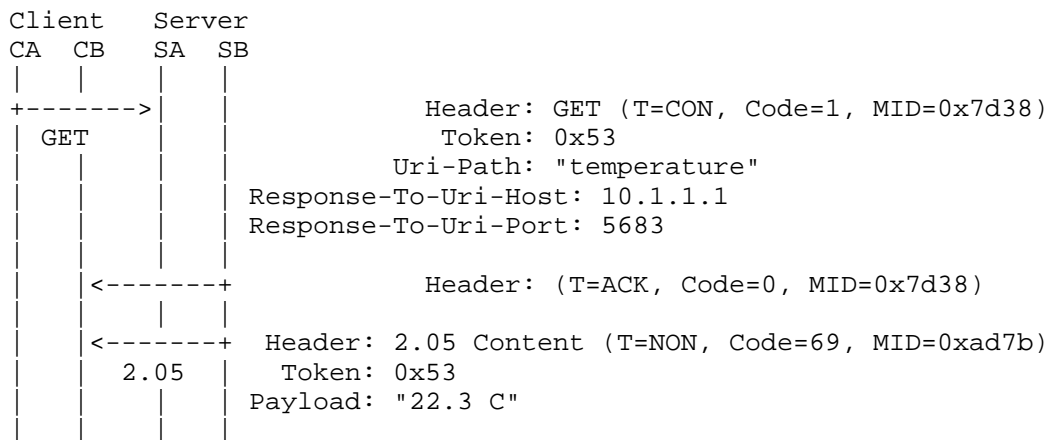 Client   Server
CA  CB    SA  SB
|   |     |   |
+-------->|   |            Header: GET (T=CON, Code=1, MID=0x7d38)
| GET     |   |             Token: 0x53
|   |     |   |          Uri-Path: "temperature"
|   |     |   | Response-To-Uri-Host: 10.1.1.1
|   |     |   | Response-To-Uri-Port: 5683
|   |     |   |
|   |<--------+            Header: (T=ACK, Code=0, MID=0x7d38)
|   |     |   |
|   |<--------+  Header: 2.05 Content (T=NON, Code=69, MID=0xad7b)
|   |  2.05   |   Token: 0x53
|   |     |   | Payload: "22.3 C"
|   |     |   |